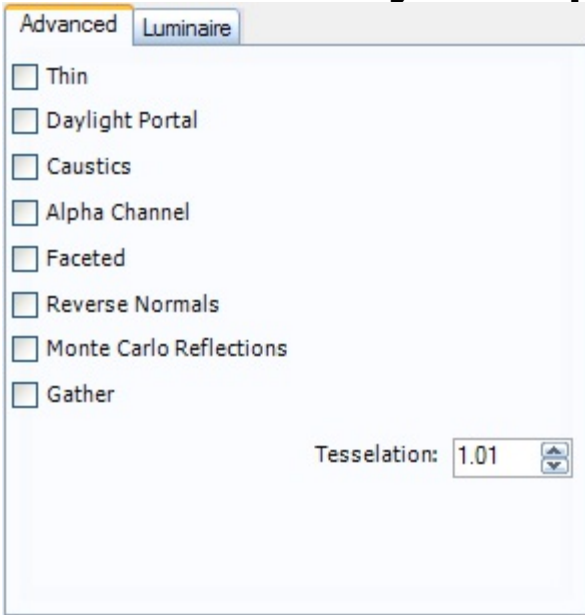 Advanced Luminaire
Thin
Daylight Portal
Caustics
Alpha Channel
Faceted
Reverse Normals
Monte Carlo Reflections
Gather
Tesselation: 1.01